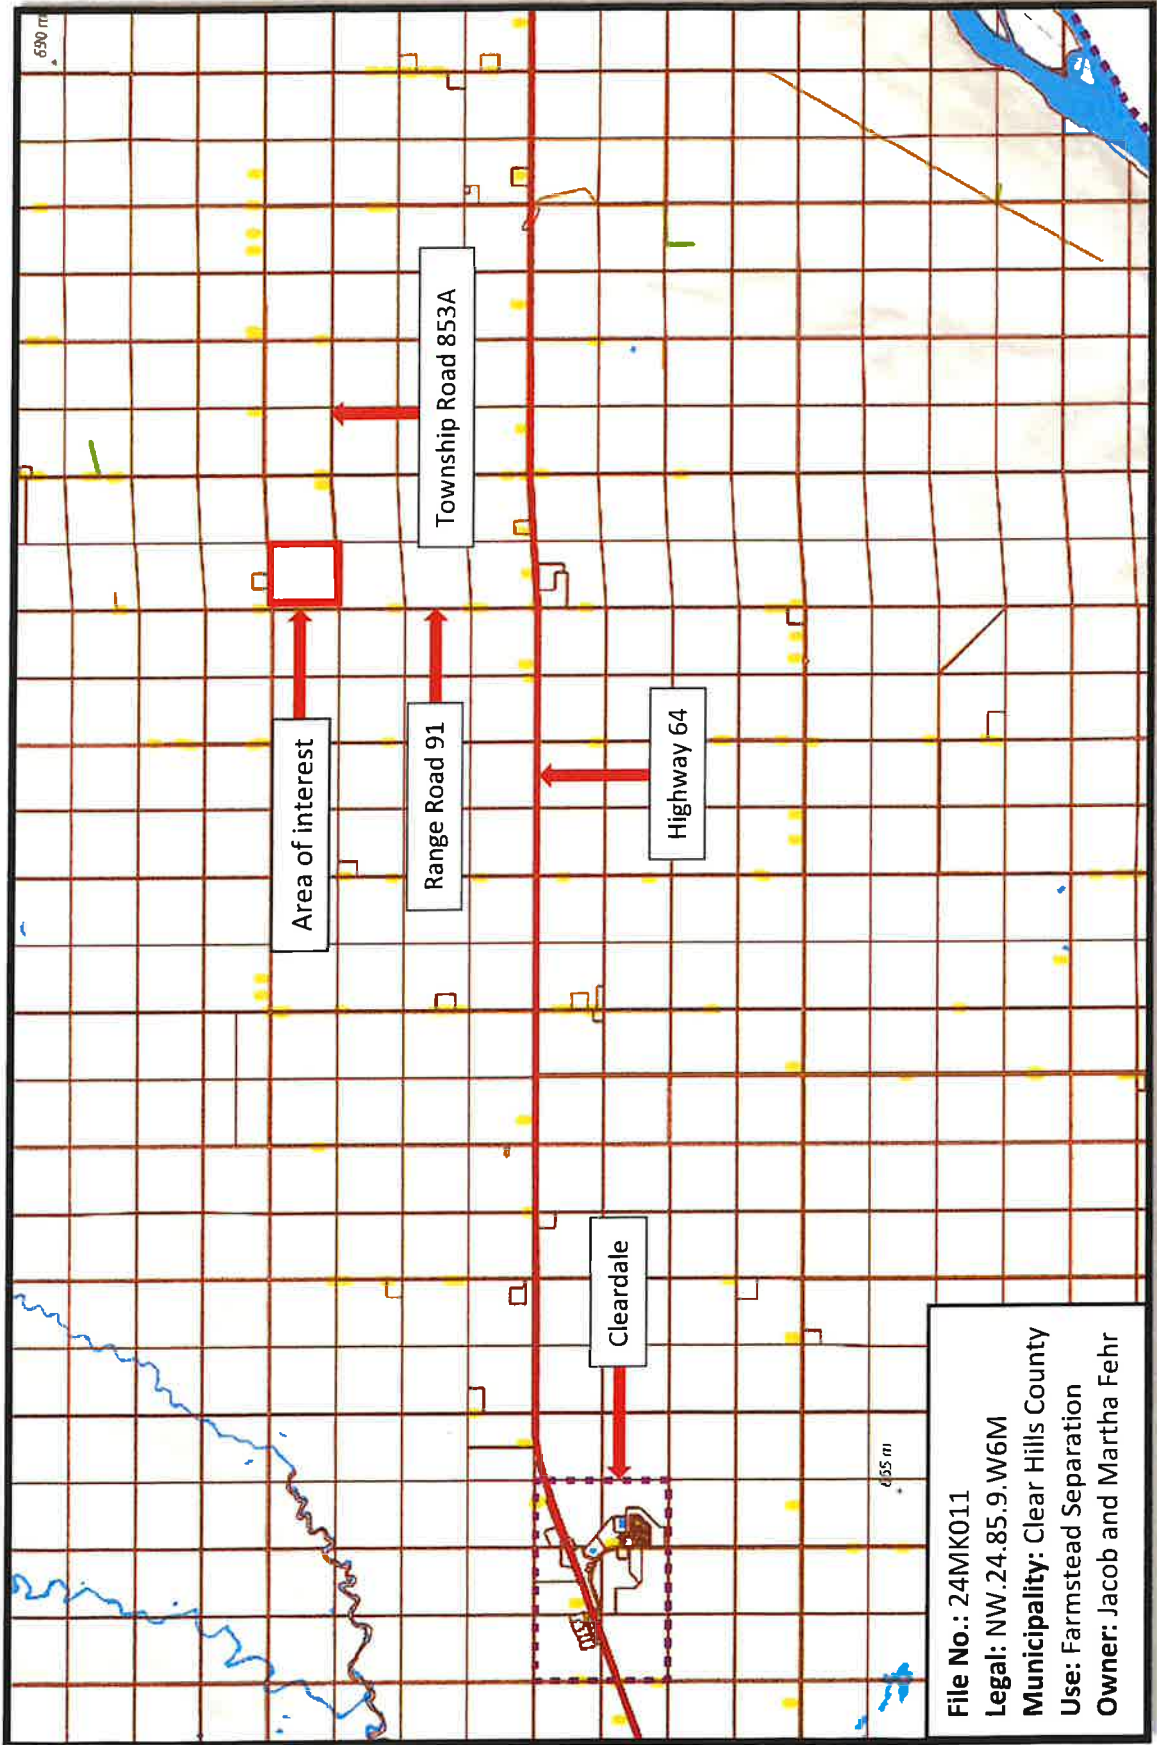 690 m
Township Road 853A
Area of interest
Range Road 91
Highway 64
Cleardale
655 m
File No.: 24MK011
Legal: NW.24.85.9.W6M
Municipality: Clear Hills County
Use: Farmstead Separation
Owner: Jacob and Martha Fehr